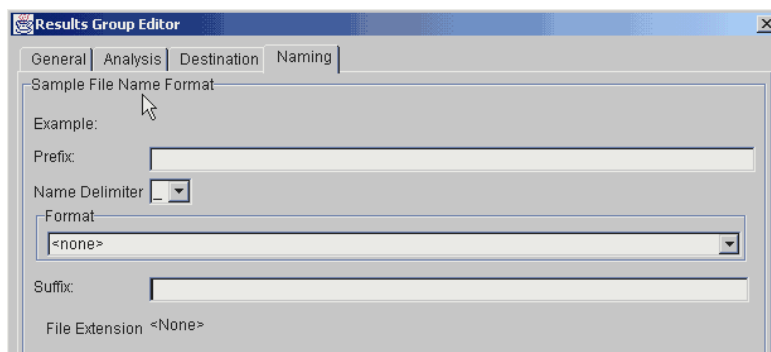 Results Group Editor
General Analysis Destination Naming
Sample File Name Format
Example:
Prefix:
Name Delimiter _
Format
<none>
Suffix:
File Extension <None>